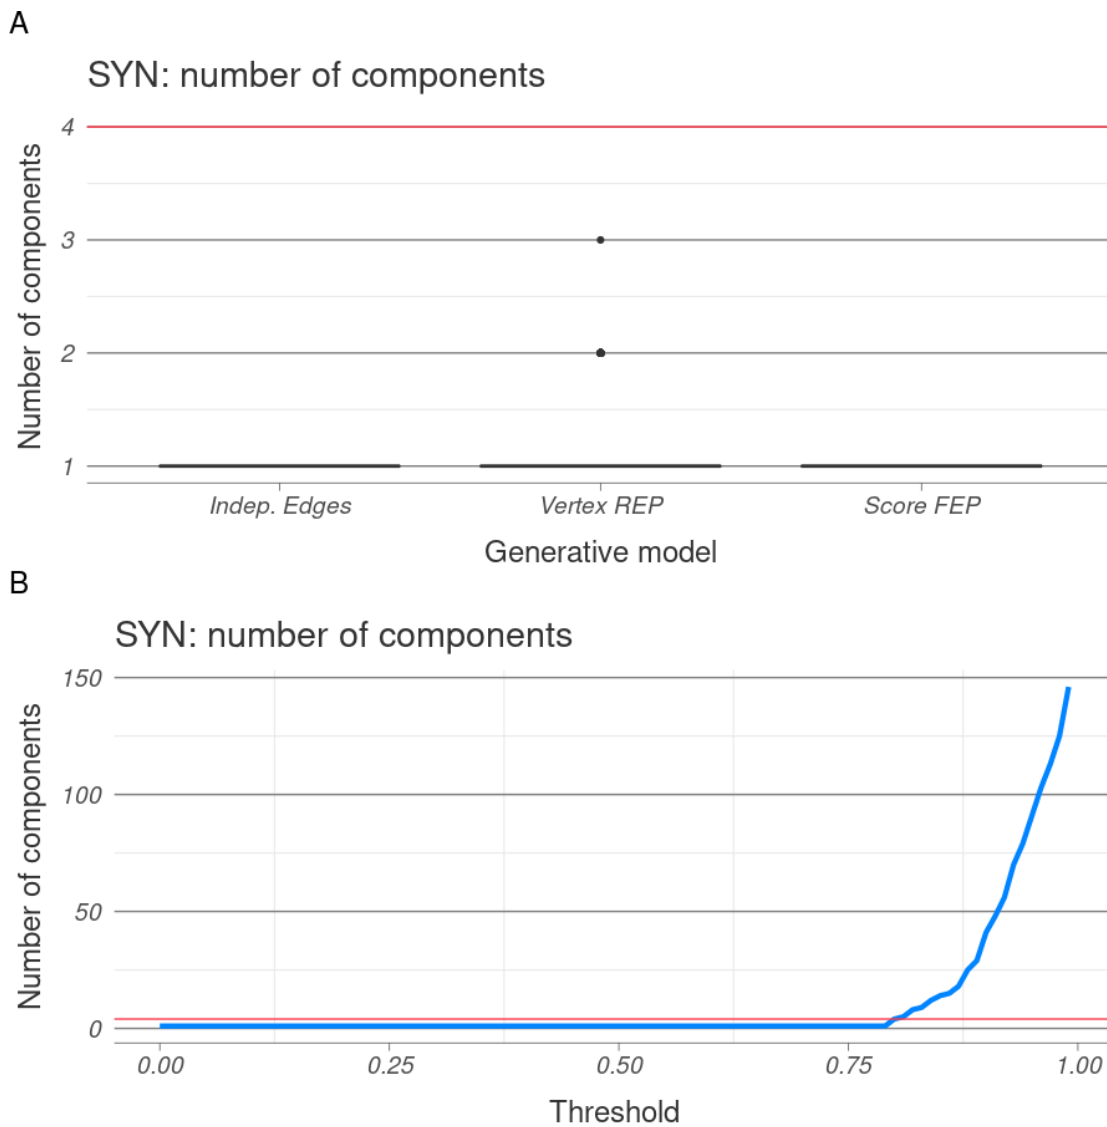 A
SYN: number of components
Number of components
4
3
2
1
Indep. Edges
Vertex REP
Score FEP
Generative model
B
SYN: number of components
Number of components
150
100
50
0
0.00
0.25
0.50
0.75
1.00
Threshold